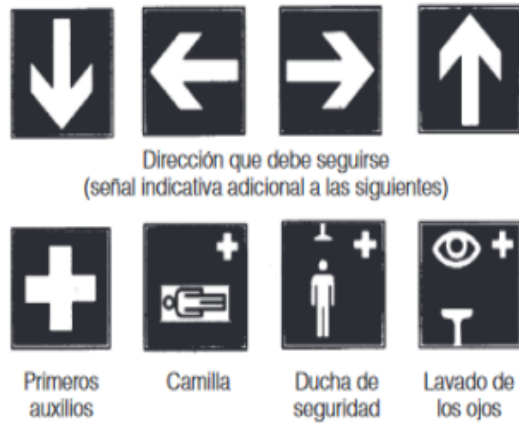 Dirección que debe seguirse
(señal indicativa adicional a las siguientes)
Primeros
auxilios
Camilla
Ducha de
seguridad
Lavado de
los ojos